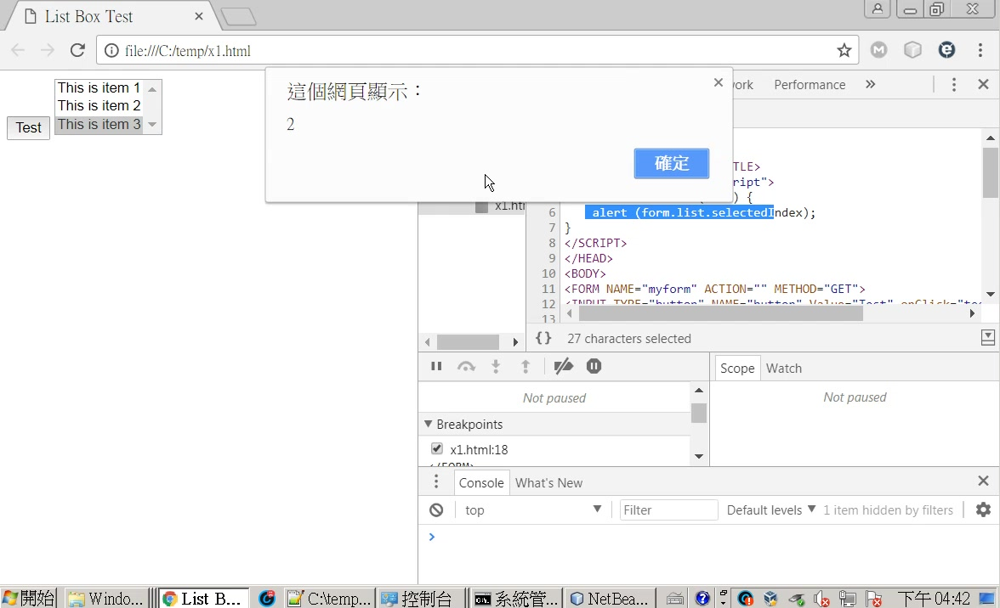 List Box Test
file:///C:/temp/x1.html
This is item 1
This is item 2
This is item 3
Test
這個網頁顯示：
2
確定
Performance
TLE>
ript">
) {
x1.htm
6 alert (form.list.selectedIndex);
7 }
8 </SCRIPT>
9 </HEAD>
10 <BODY>
11 <FORM NAME="myform" ACTION="" METHOD="GET">
12 <INPUT TYPE="button" NAME="button" Value="Test" onClick="tes
13
{} 27 characters selected
Scope Watch
Not paused
Not paused
Breakpoints
x1.html:18
</FORM>
Console What's New
top Filter Default levels 1 item hidden by filters
開始 Windo... List B... C:\temp... 控制台 系統管... NetBea... 下午 04:42